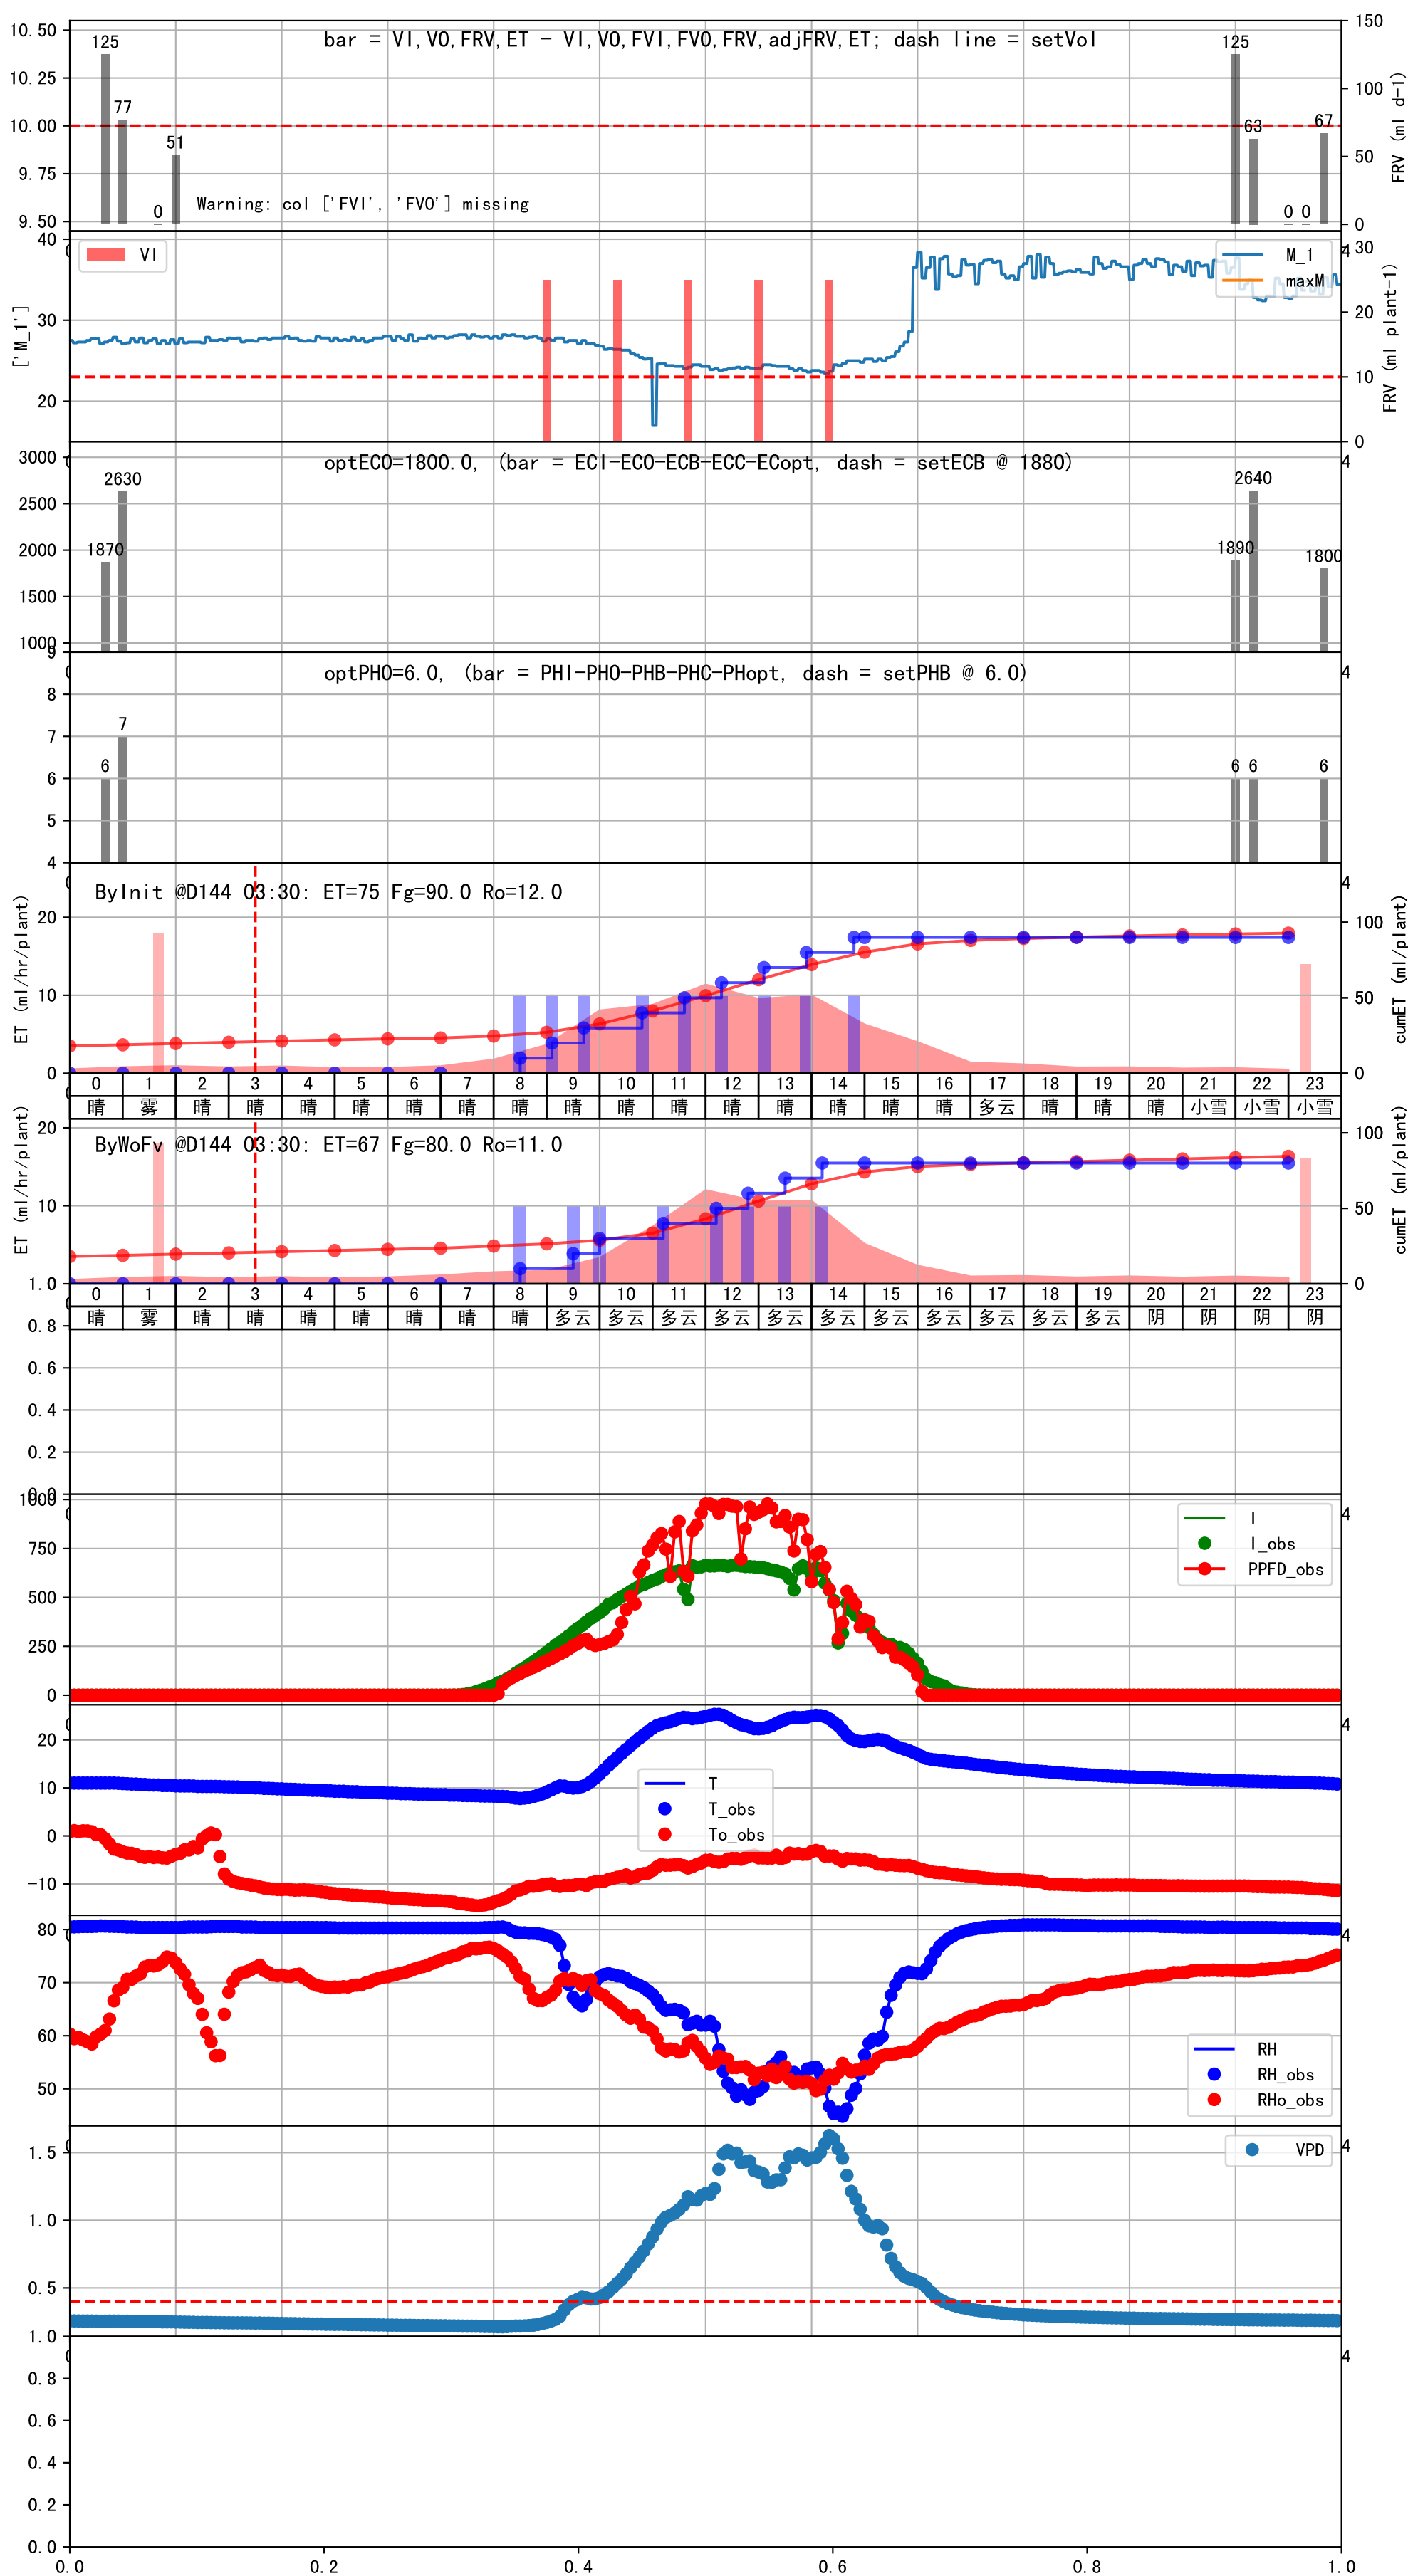 bar = VI,VO,FRV,ET - VI,VO,FVI,FVO,FRV,adjFRV,ET; dash line = setVol
10.50
10.25
10.00
9.75
9.50
125
77
0
51
125
63
0 0
67
Warning: col ['FVI', 'FVO'] missing
150
100
50
0
FRV (ml d-1)
40
30
20
['M_1']
VI
M_1
maxM
30
20
10
0
FRV (ml plant-1)
optECO=1800.0, (bar = ECI-ECO-ECB-ECC-ECopt, dash = setECB @ 1880)
3000
2500
2000
1500
1000
1870
2630
1890
2640
1800
4
optPHO=6.0, (bar = PHI-PHO-PHB-PHC-PHopt, dash = setPHB @ 6.0)
9
8
7
6
5
4
6
7
6 6
6
4
ByInit @D144 03:30: ET=75 Fg=90.0 Ro=12.0
ET (ml/hr/plant)
20
10
0
4
100
50
0
cumET (ml/plant)
0 1 2 3 4 5 6 7 8 9 10 11 12 13 14 15 16 17 18 19 20 21 22 23
晴 雾 晴 晴 晴 晴 晴 晴 晴 晴 晴 晴 晴 晴 晴 晴 晴 多云 晴 晴 晴 小雪 小雪 小雪
ByWoFv @D144 03:30: ET=67 Fg=80.0 Ro=11.0
ET (ml/hr/plant)
20
10
100
50
0
cumET (ml/plant)
0 1 2 3 4 5 6 7 8 9 10 11 12 13 14 15 16 17 18 19 20 21 22 23
晴 雾 晴 晴 晴 晴 晴 晴 晴 多云 多云 多云 多云 多云 多云 多云 多云 多云 多云 多云 阴 阴 阴 阴
1.0
0.8
0.6
0.4
0.2
0.0
1000
750
500
250
0
I
I_obs
PPFD_obs
4
20
10
0
-10
T
T_obs
To_obs
4
80
70
60
50
RH
RH_obs
RHo_obs
4
1.5
1.0
0.5
VPD
4
1.0
0.8
0.6
0.4
0.2
0.0
4
0.0 0.2 0.4 0.6 0.8 1.0